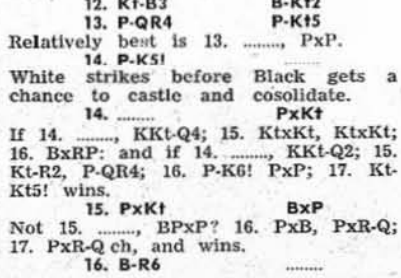 12. Kt-B3 B-Kt2
13. P-QR4 P-Kt5
Relatively best is 13. ........, PxP.
14. P-K5! ........
White strikes before Black gets a
chance to castle and cosolidate.
14. ........ PxKt
If 14. ........, KKt-Q4; 15. KtxKt, KtxKt;
16. BxRP: and if 14. ........, KKt-Q2; 15.
Kt-R2, P-QR4; 16. P-K6! PxP; 17. Kt-
Kt5! wins.
15. PxKt BxP
Not 15. ........, BPxP? 16. PxB, PxR-Q;
17. PxR-Q ch, and wins.
16. B-R6 ........